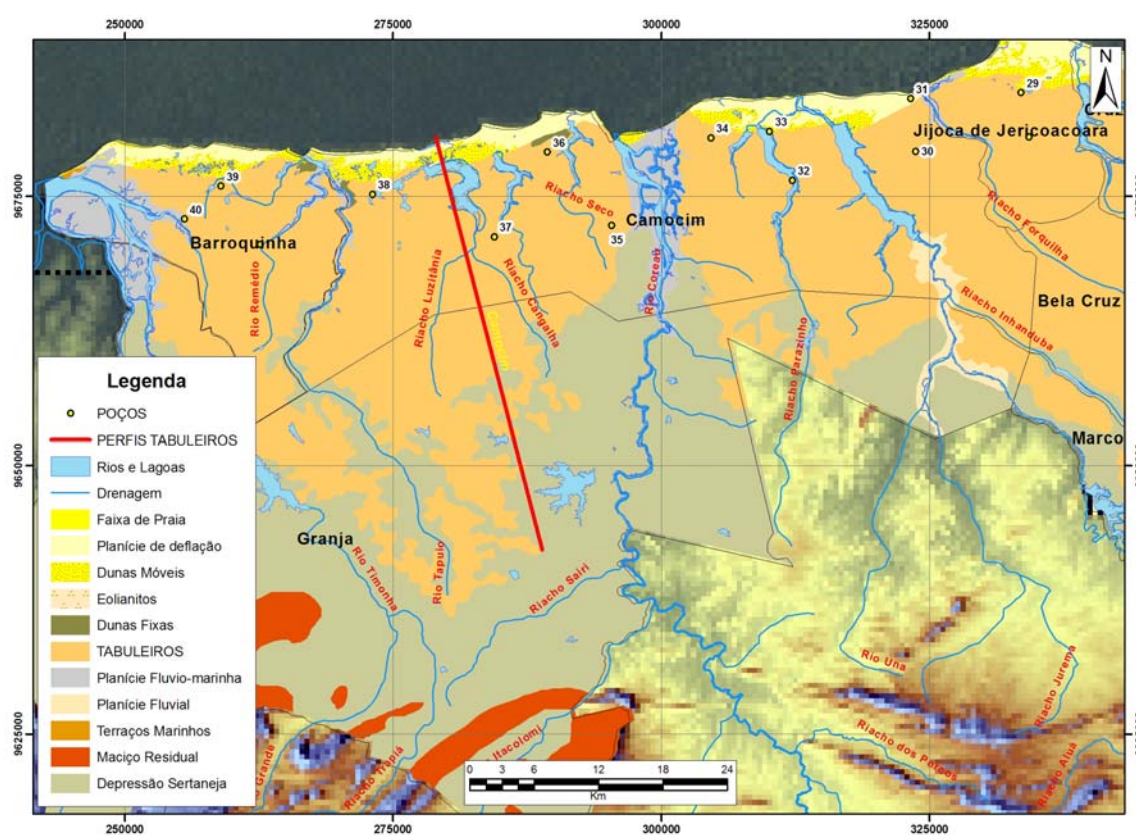 250000
275000
300000
325000
N
31
29
Cruz
34
33
36
Jijoca de Jericoacoara
30
39
38
32
9675000
Riacho Seco
40
37
Camocim
35
Riacho Forquilha
Barroquinha
Rio Remédio
Riacho Luzitânia
Riacho Cangalha
Rio Coreaú
Bela Cruz
Riacho Inhanduba
Riacho Parazinho
Legenda
POÇOS
PERFIS TABULEIROS
Rios e Lagoas
Drenagem
Faixa de Praia
Planície de deflação
Dunas Móveis
Eolianitos
Dunas Fixas
TABULEIROS
Planície Fluvio-marinha
Planície Fluvial
Terraços Marinhos
Maciço Residual
Depressão Sertaneja
Marco
9650000
Granja
Rio Timonha
Rio Tapuio
Riacho Sairi
Rio Una
Riacho Jurema
9625000
Itacolomi
Riacho Trapiá
Grande
Riacho dos Peixes
Riacho Alua
0 3 6 12 18 24
Km
250000
275000
300000
325000